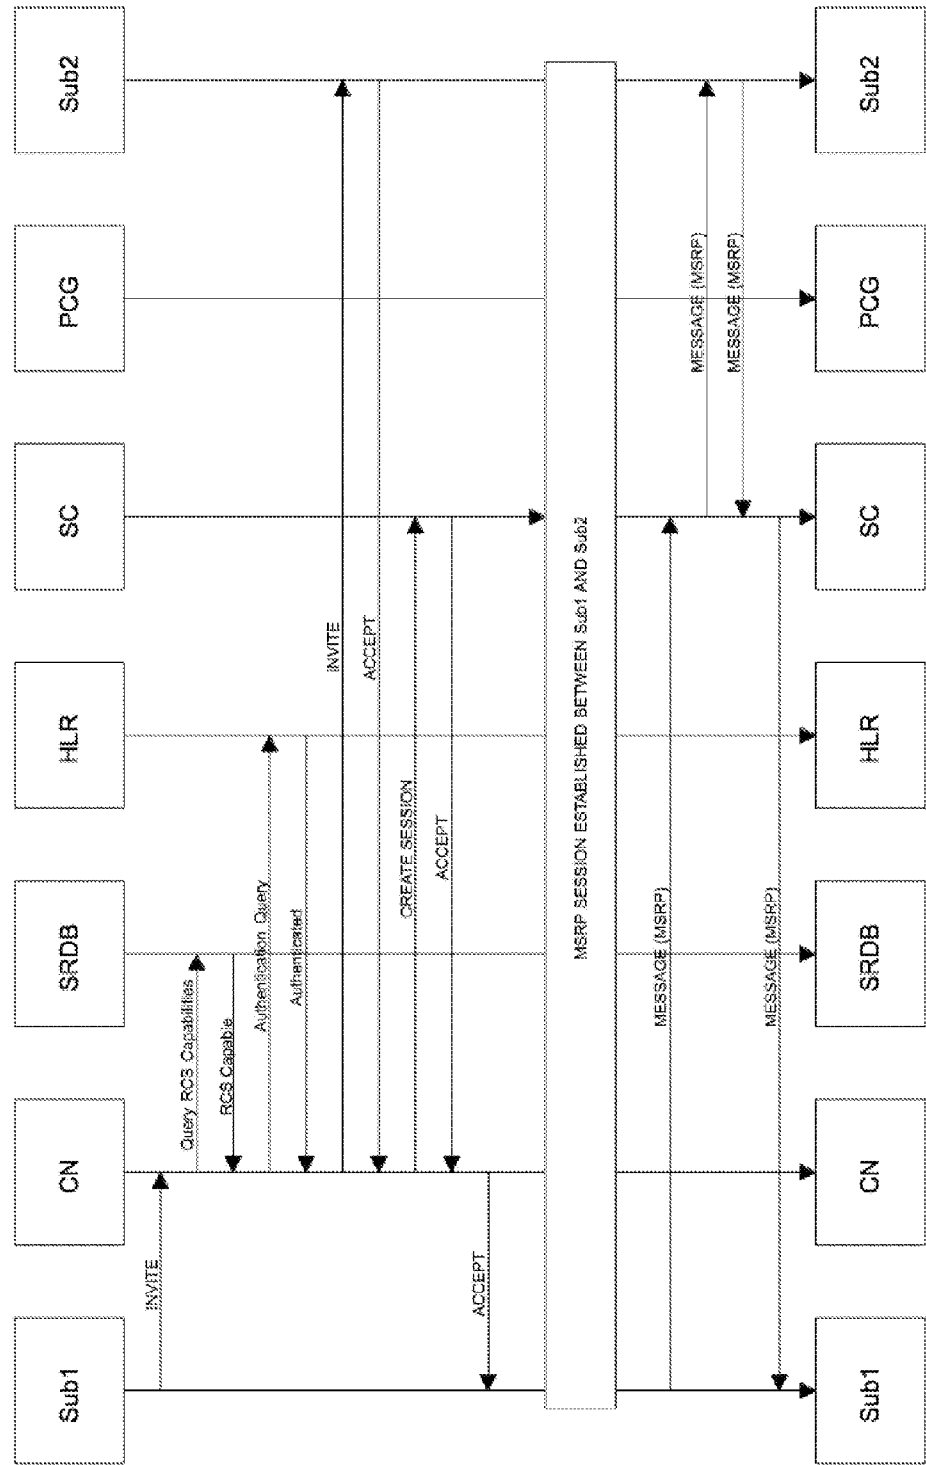 Sub1
CN
SRDB
HLR
SC
PCG
Sub2
INVITE
Query RCS Capabilities
RCS Capable
Authentication Query
Authenticated
INVITE
ACCEPT
CREATE SESSION
ACCEPT
ACCEPT
MSRP SESSION ESTABLISHED BETWEEN Sub1 AND Sub2
MESSAGE (MSRP)
MESSAGE (MSRP)
MESSAGE (MSRP)
MESSAGE (MSRP)
Sub1
CN
SRDB
HLR
SC
PCG
Sub2